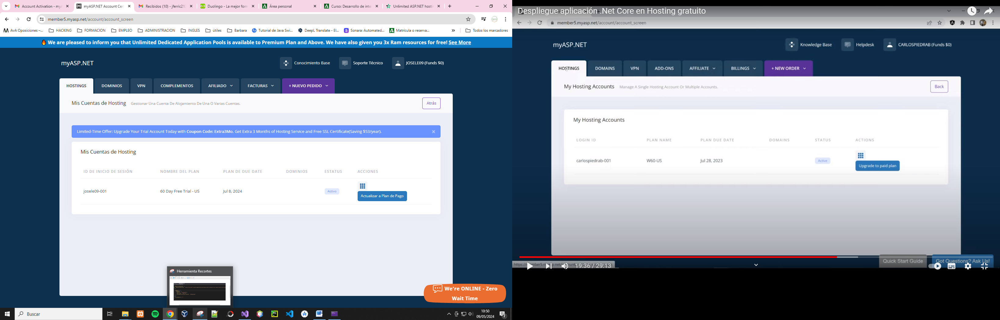 Account Activation - my
myASP.NET Account Cen
Recibidos (10) - jferric21
Duolingo - La mejor form
Área personal
Curso: Desarrollo de inte
Unlimited ASP.NET hosti
member5.myasp.net/account/account_screen
AvA Oposiciones –...
HACKING
FORMACION
EMPLEO
ADMINISTRACION
INGLES
útiles
Barbara
Tutorial de Java Swi...
DeepL Translate - El...
Sonara: Automated...
Matrícula o reserva...
»
Todos los marcadores
We are pleased to inform you that Unlimited Dedicated Application Pools is available to Premium Plan and Above. We have also given you 3x Ram resources for free! See More
myASP.NET
Conocimiento Base
Soporte Técnico
JOSELE09 (Funds $0)
HOSTINGS
DOMINIOS
VPN
COMPLEMENTOS
AFILIADO
FACTURAS
+ NUEVO PEDIDO
Mis Cuentas de Hosting
Gestionar Una Cuenta De Alojamiento De Una O Varias Cuentas.
Atrás
Limited-Time Offer: Upgrade Your Trial Account Today with Coupon Code: Extra3Mo. Get Extra 3 Months of Hosting Service and Free SSL Certificate(Saving $53/year).
Mis Cuentas de Hosting
ID DE INICIO DE SESIÓN
NOMBRE DEL PLAN
PLAN DE DUE DATE
DOMINIOS
ESTATUS
ACCIONES
josele09-001
60 Day Free Trial - US
Jul 8, 2024
Activo
Actualizar a Plan de Pago
Herramienta Recortes
We're ONLINE - Zero
Wait Time
Buscar
10:50
09/05/2024
2
Despliegue aplicación .Net Core en Hosting gratuito
member5.myasp.net/account/account_screen
myASP.NET
Knowledge Base
Helpdesk
CARLOSPIEDRAB (Funds $0)
HOSTINGS
DOMAINS
VPN
ADD-ONS
AFFILIATE
BILLINGS
+ NEW ORDER
My Hosting Accounts
Manage A Single Hosting Account Or Multiple Accounts.
Back
My Hosting Accounts
LOGIN ID
PLAN NAME
PLAN DUE DATE
DOMAINS
STATUS
ACTIONS
carlospiedrab-001
W60-US
Jul 28, 2023
Active
Upgrade to paid plan
Quick Start Guide
Got Questions? Ask Us!
19:36 / 29:13